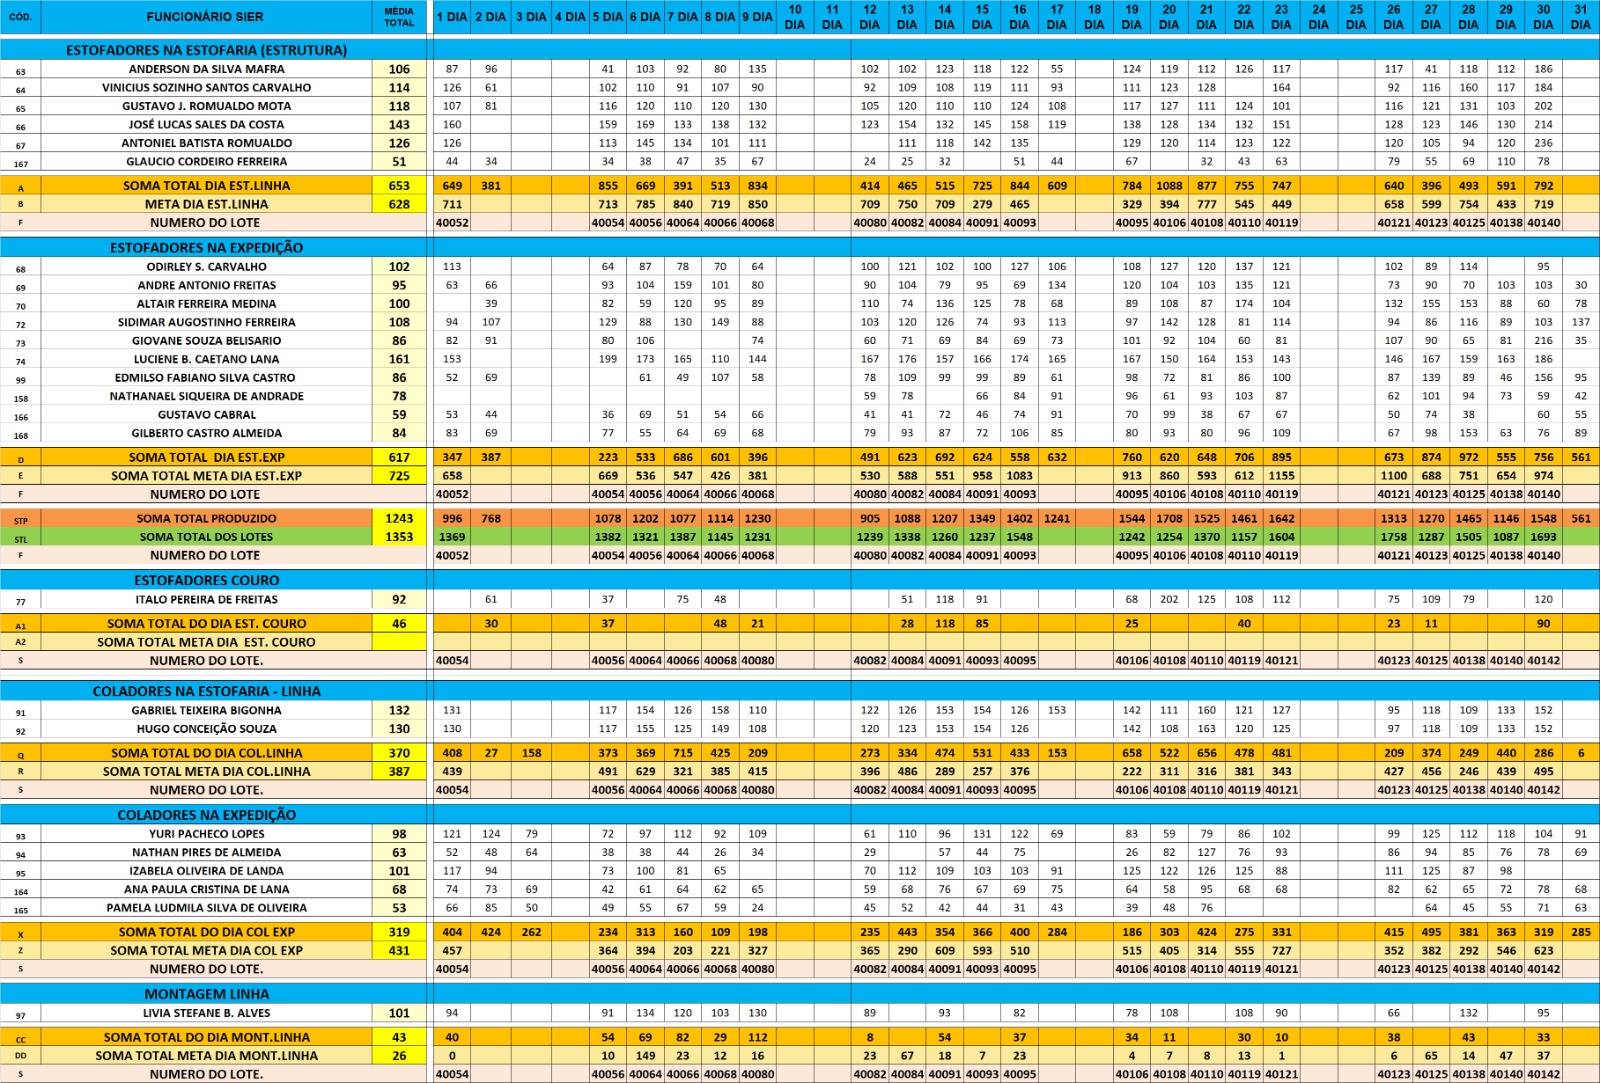 CÓD. FUNCIONÁRIO SIER MÉDIA TOTAL 1 DIA 2 DIA 3 DIA 4 DIA 5 DIA 6 DIA 7 DIA 8 DIA 9 DIA 10 DIA 11 DIA 12 DIA 13 DIA 14 DIA 15 DIA 16 DIA 17 DIA 18 DIA 19 DIA 20 DIA 21 DIA 22 DIA 23 DIA 24 DIA 25 DIA 26 DIA 27 DIA 28 DIA 29 DIA 30 DIA 31 DIA
ESTOFADORES NA ESTOFARIA (ESTRUTURA)
63 ANDERSON DA SILVA MAFRA 106 87 96 41 103 92 80 135 102 102 123 118 122 55 124 119 112 126 117 117 41 118 112 186
64 VINICIUS SOZINHO SANTOS CARVALHO 114 126 61 102 110 91 107 90 92 109 108 119 111 93 111 123 128 164 92 116 160 117 184
65 GUSTAVO J. ROMUALDO MOTA 118 107 81 116 120 110 120 130 105 120 110 110 124 108 117 127 111 124 101 116 121 131 103 202
66 JOSÉ LUCAS SALES DA COSTA 143 160 159 169 133 138 132 123 154 132 145 158 119 138 128 134 132 151 128 123 146 130 214
67 ANTONIEL BATISTA ROMUALDO 126 126 113 145 134 101 111 111 118 142 135 129 120 114 123 122 120 105 94 120 236
167 GLAUCIO CORDEIRO FERREIRA 51 44 34 34 38 47 35 67 24 25 32 51 44 67 32 43 63 79 55 69 110 78
A SOMA TOTAL DIA EST.LINHA 653 649 381 855 669 391 513 834 414 465 515 725 844 609 784 1088 877 755 747 640 396 493 591 792
B META DIA EST.LINHA 628 711 713 785 840 719 850 709 750 709 279 465 329 394 777 545 449 658 599 754 433 719
F NUMERO DO LOTE 40052 40054 40056 40064 40066 40068 40080 40082 40084 40091 40093 40095 40106 40108 40110 40119 40121 40123 40125 40138 40140
ESTOFADORES NA EXPEDIÇÃO
68 ODIRLEY S. CARVALHO 102 113 64 87 78 70 64 100 121 102 100 127 106 108 127 120 137 121 102 89 114 95
69 ANDRE ANTONIO FREITAS 95 63 66 93 104 159 101 80 90 104 79 95 69 134 120 104 103 135 121 73 90 70 103 103 30
70 ALTAIR FERREIRA MEDINA 100 39 82 59 120 95 89 110 74 136 125 78 68 89 108 87 174 104 132 155 153 88 60 78
72 SIDIMAR AUGOSTINHO FERREIRA 108 94 107 129 88 130 149 88 103 120 126 74 93 113 97 142 128 81 114 94 86 116 89 103 137
73 GIOVANE SOUZA BELISARIO 86 82 91 80 106 74 60 71 69 84 69 73 101 92 104 60 81 107 90 65 81 216 35
74 LUCIENE B. CAETANO LANA 161 153 199 173 165 110 144 167 176 157 166 174 165 167 150 164 153 143 146 167 159 163 186
99 EDMILSO FABIANO SILVA CASTRO 86 52 69 61 49 107 58 78 109 99 99 89 61 98 72 81 86 100 87 139 89 46 156 95
158 NATHANAEL SIQUEIRA DE ANDRADE 78 59 78 66 84 91 96 61 93 103 87 62 101 94 73 59 42
166 GUSTAVO CABRAL 59 53 44 36 69 51 54 66 41 41 72 46 74 91 70 99 38 67 67 50 74 38 60 55
168 GILBERTO CASTRO ALMEIDA 84 83 69 77 55 64 69 68 79 93 87 72 106 85 80 93 80 96 109 67 98 153 63 76 89
D SOMA TOTAL DIA EST.EXP 617 347 387 223 533 686 601 396 491 623 692 624 558 632 760 620 648 706 895 673 874 972 555 756 561
E SOMA TOTAL META DIA EST.EXP 725 658 669 536 547 426 381 530 588 551 958 1083 913 860 593 612 1155 1100 688 751 654 974
F NUMERO DO LOTE 40052 40054 40056 40064 40066 40068 40080 40082 40084 40091 40093 40095 40106 40108 40110 40119 40121 40123 40125 40138 40140
STP SOMA TOTAL PRODUZIDO 1243 996 768 1078 1202 1077 1114 1230 905 1088 1207 1349 1402 1241 1544 1708 1525 1461 1642 1313 1270 1465 1146 1548 561
STL SOMA TOTAL DOS LOTES 1353 1369 1382 1321 1387 1145 1231 1239 1338 1260 1237 1548 1242 1254 1370 1157 1604 1758 1287 1505 1087 1693
F NUMERO DO LOTE 40052 40054 40056 40064 40066 40068 40080 40082 40084 40091 40093 40095 40106 40108 40110 40119 40121 40123 40125 40138 40140
ESTOFADORES COURO
77 ITALO PEREIRA DE FREITAS 92 61 37 75 48 51 118 91 68 202 125 108 112 75 109 79 120
A1 SOMA TOTAL DO DIA EST. COURO 46 30 37 48 21 28 118 85 25 40 23 11 90
A2 SOMA TOTAL META DIA EST. COURO
S NUMERO DO LOTE. 40054 40056 40064 40066 40068 40080 40082 40084 40091 40093 40095 40106 40108 40110 40119 40121 40123 40125 40138 40140 40142
COLADORES NA ESTOFARIA - LINHA
91 GABRIEL TEIXEIRA BIGONHA 132 131 117 154 126 158 110 122 126 153 154 126 153 142 111 160 121 127 95 118 109 133 152
92 HUGO CONCEIÇÃO SOUZA 130 130 117 155 125 149 108 120 123 153 154 126 142 108 163 120 125 97 118 109 133 152
Q SOMA TOTAL DO DIA COL.LINHA 370 408 27 158 373 369 715 425 209 273 334 474 531 433 153 658 522 656 478 481 209 374 249 440 286 6
R SOMA TOTAL META DIA COL.LINHA 387 439 491 629 321 385 415 396 486 289 257 376 222 311 316 381 343 427 456 246 439 495
S NUMERO DO LOTE. 40054 40056 40064 40066 40068 40080 40082 40084 40091 40093 40095 40106 40108 40110 40119 40121 40123 40125 40138 40140 40142
COLADORES NA EXPEDIÇÃO
93 YURI PACHECO LOPES 98 121 124 79 72 97 112 92 109 61 110 96 131 122 69 83 59 79 86 102 99 125 112 118 104 91
94 NATHAN PIRES DE ALMEIDA 63 52 48 64 38 38 44 26 34 29 57 44 75 26 82 127 76 93 86 94 85 76 78 69
95 IZABELA OLIVEIRA DE LANDA 101 117 94 73 100 81 65 70 112 109 103 103 91 125 122 126 125 88 111 125 87 98
164 ANA PAULA CRISTINA DE LANA 68 74 73 69 42 61 64 62 65 59 68 76 67 69 75 64 58 95 68 68 82 62 65 72 78 68
165 PAMELA LUDMILA SILVA DE OLIVEIRA 53 66 85 50 49 55 67 59 24 45 52 42 44 31 43 39 48 76 64 45 55 71 63
X SOMA TOTAL DO DIA COL EXP 319 404 424 262 234 313 160 109 198 235 443 354 366 400 284 186 303 424 275 331 415 495 381 363 319 285
Z SOMA TOTAL META DIA COL EXP 431 457 364 394 203 221 327 365 290 609 593 510 515 405 314 555 727 352 382 292 546 623
S NUMERO DO LOTE. 40054 40056 40064 40066 40068 40080 40082 40084 40091 40093 40095 40106 40108 40110 40119 40121 40123 40125 40138 40140 40142
MONTAGEM LINHA
97 LIVIA STEFANE B. ALVES 101 94 91 134 120 103 130 89 93 82 78 108 108 90 66 132 95
CC SOMA TOTAL DO DIA MONT.LINHA 43 40 54 69 82 29 112 8 54 37 34 11 30 10 38 43 33
DD SOMA TOTAL META DIA MONT.LINHA 26 0 10 149 23 12 16 23 67 18 7 23 4 7 8 13 1 6 65 14 47 37
S NUMERO DO LOTE. 40054 40056 40064 40066 40068 40080 40082 40084 40091 40093 40095 40106 40108 40110 40119 40121 40123 40125 40138 40140 40142